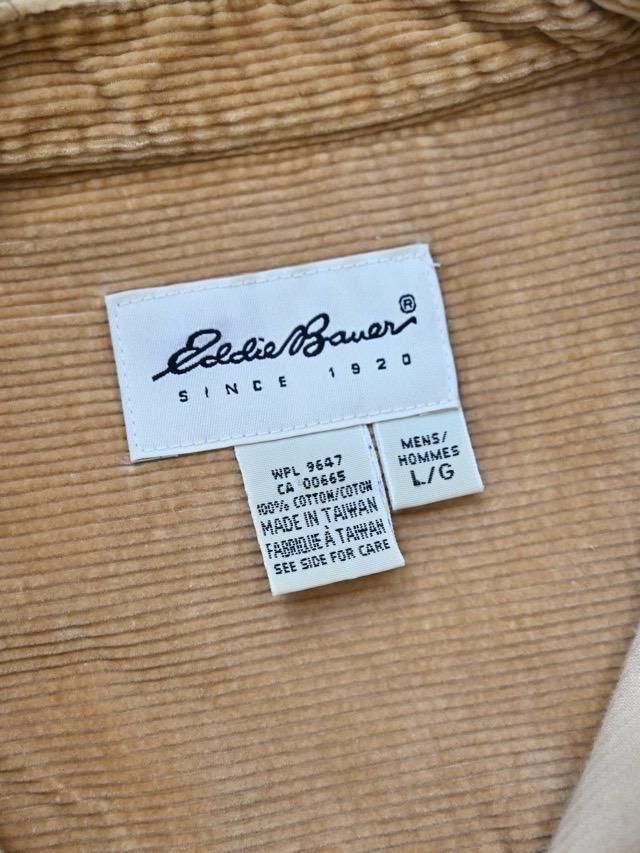 Eddie Bauer®
SINCE 1920
MENS/
HOMMES
L/G
WPL 9647
CA 00665
100% COTTON/COTON
MADE IN TAIWAN
FABRIQUE À TAIWAN
SEE SIDE FOR CARE